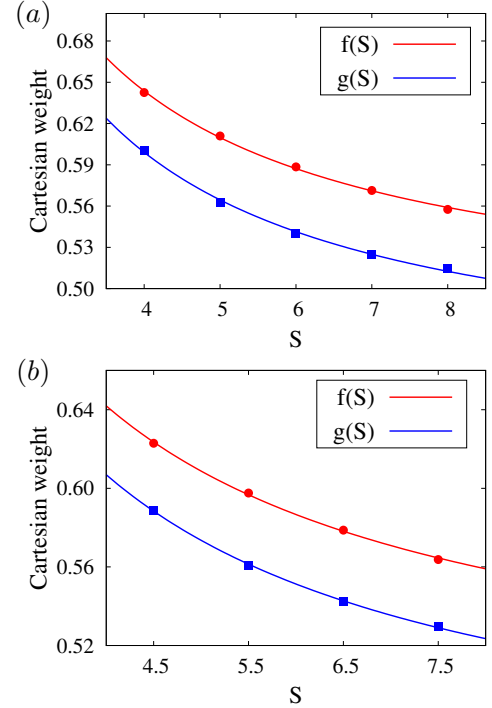 (a)
Cartesian weight
0.68
0.65
0.62
0.59
0.56
0.53
0.50
f(S)
g(S)
4 5 6 7 8
S
(b)
Cartesian weight
0.64
0.60
0.56
0.52
f(S)
g(S)
4.5 5.5 6.5 7.5
S